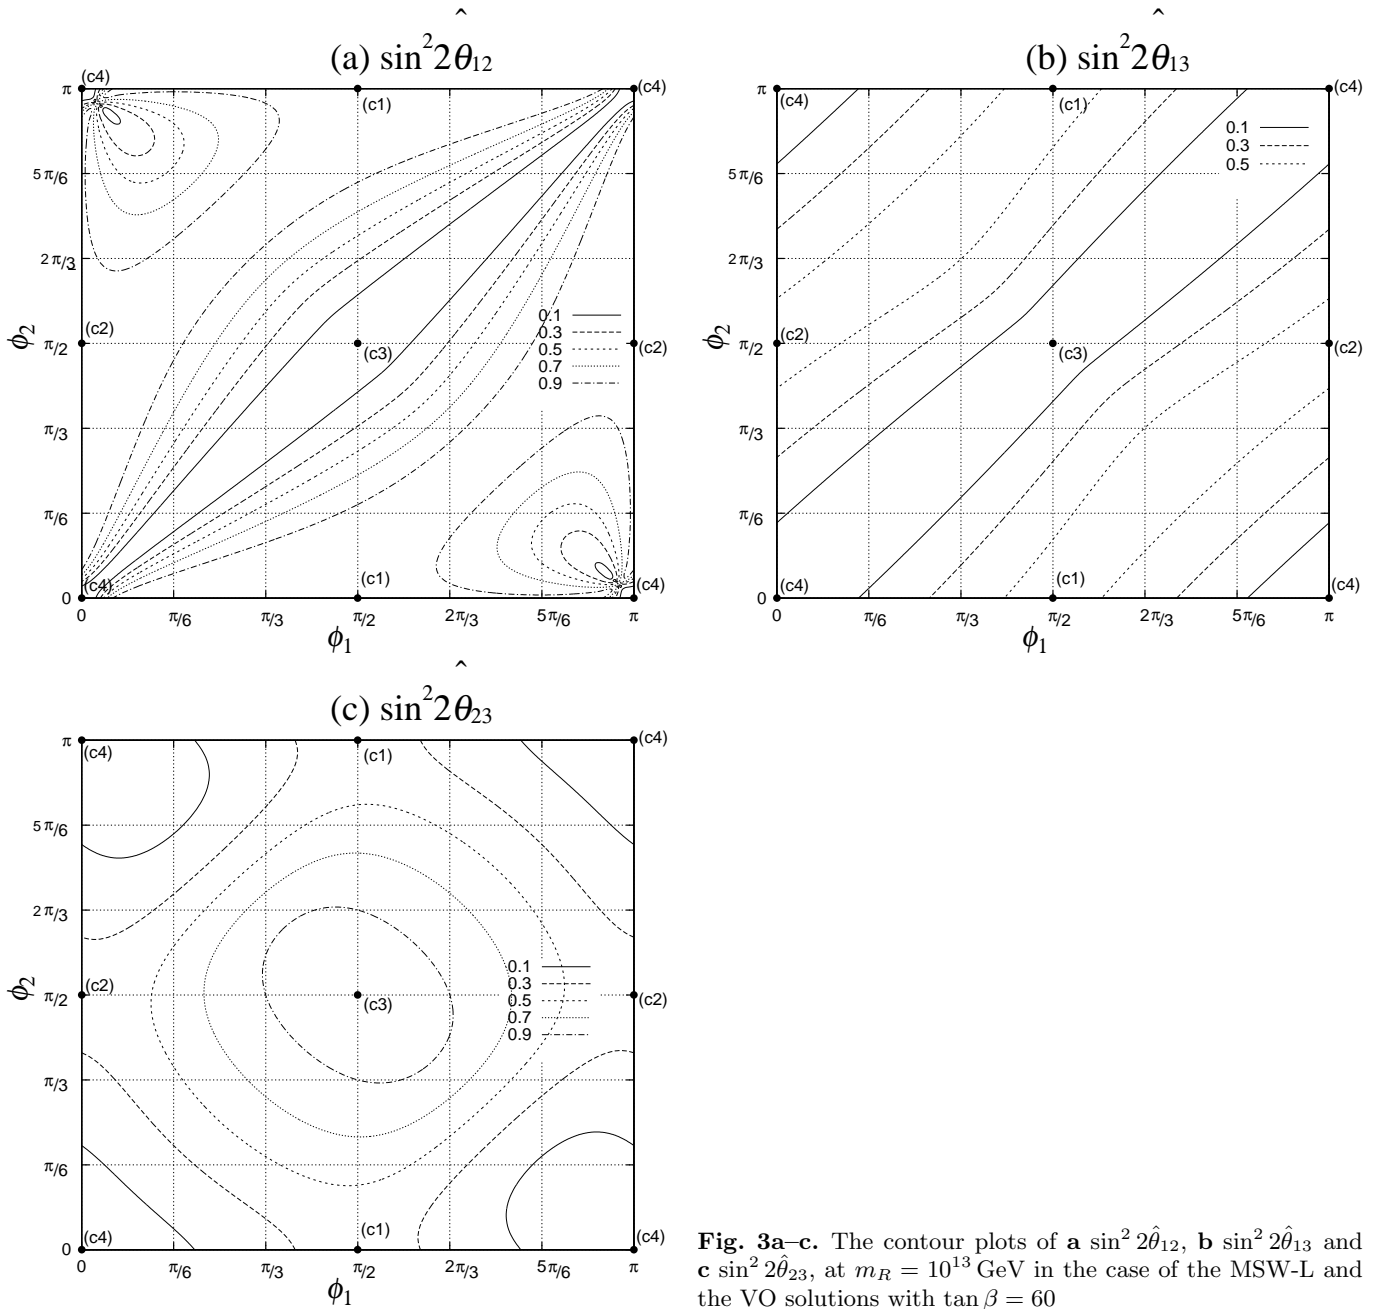 (a) sin²2θ̂₁₂
(c4)
(c1)
(c4)
π
5π/6
2π/3
(c2)
π/2
(c3)
(c2)
π/3
π/6
0
(c4)
(c1)
(c4)
0.1
0.3
0.5
0.7
0.9
ϕ₂
0 π/6 π/3 π/2 2π/3 5π/6 π
ϕ₁
(b) sin²2θ̂₁₃
(c4)
(c1)
(c4)
0.1
0.3
0.5
π
5π/6
2π/3
(c2)
π/2
(c3)
(c2)
π/3
π/6
0
(c4)
(c1)
(c4)
ϕ₂
0 π/6 π/3 π/2 2π/3 5π/6 π
ϕ₁
(c) sin²2θ̂₂₃
(c4)
(c1)
(c4)
π
5π/6
2π/3
(c2)
π/2
(c3)
(c2)
π/3
π/6
0
(c4)
(c1)
(c4)
0.1
0.3
0.5
0.7
0.9
ϕ₂
0 π/6 π/3 π/2 2π/3 5π/6 π
ϕ₁
Fig. 3a–c. The contour plots of a sin² 2θ̂₁₂, b sin² 2θ̂₁₃ and
c sin² 2θ̂₂₃, at m_R = 10¹³ GeV in the case of the MSW-L and
the VO solutions with tan β = 60